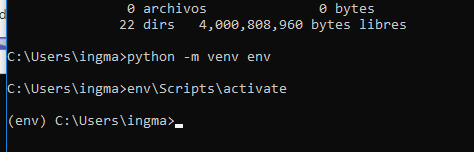 0 archivos 0 bytes
22 dirs 4,000,808,960 bytes libres
C:\Users\ingma>python -m venv env
C:\Users\ingma>env\Scripts\activate
(env) C:\Users\ingma>